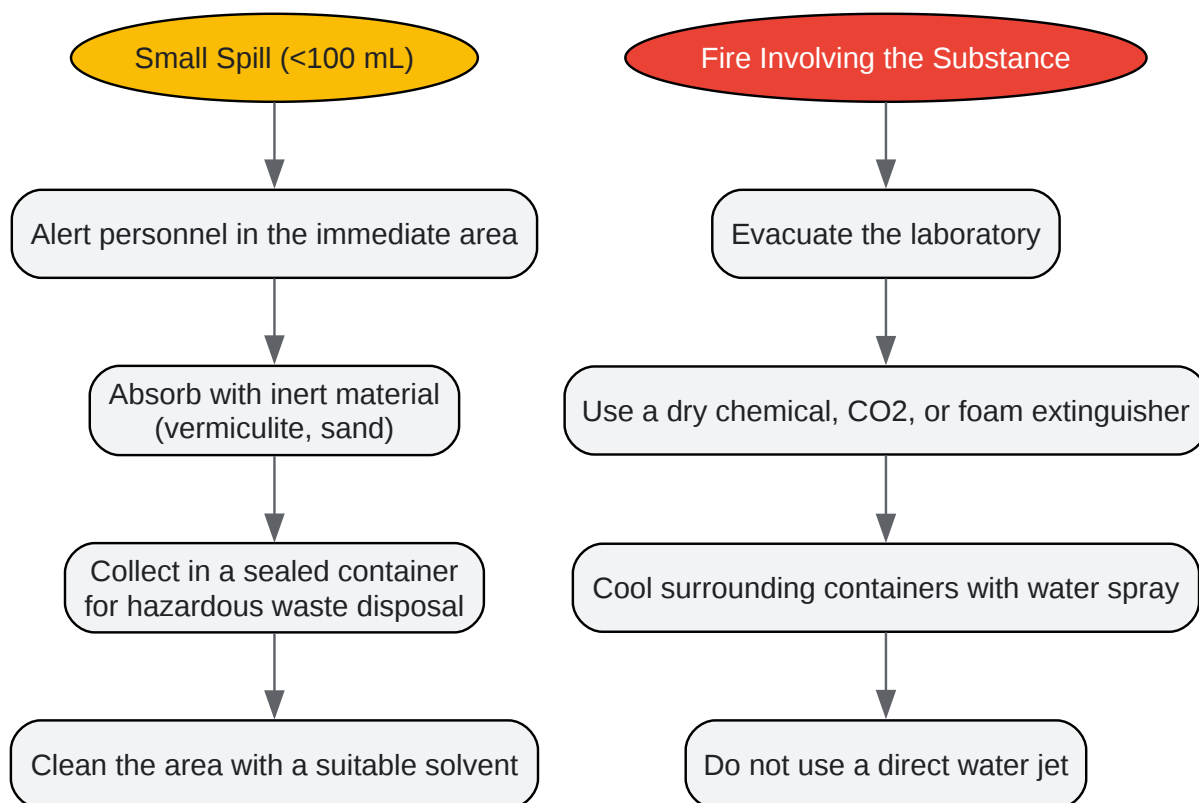 Small Spill (<100 mL)
Alert personnel in the immediate area
Absorb with inert material
(vermiculite, sand)
Collect in a sealed container
for hazardous waste disposal
Clean the area with a suitable solvent
Fire Involving the Substance
Evacuate the laboratory
Use a dry chemical, CO2, or foam extinguisher
Cool surrounding containers with water spray
Do not use a direct water jet